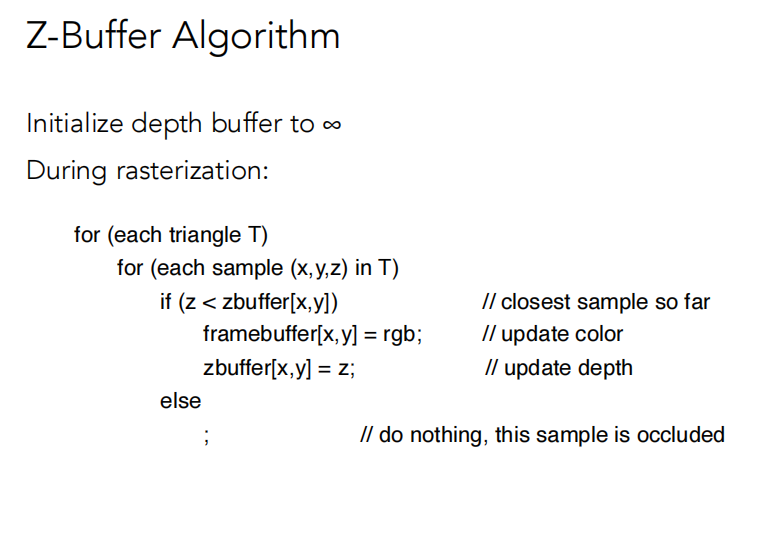 Z-Buffer Algorithm
Initialize depth buffer to ∞
During rasterization:
for (each triangle T)
for (each sample (x,y,z) in T)
if (z < zbuffer[x,y]) // closest sample so far
framebuffer[x,y] = rgb; // update color
zbuffer[x,y] = z; // update depth
else
; // do nothing, this sample is occluded